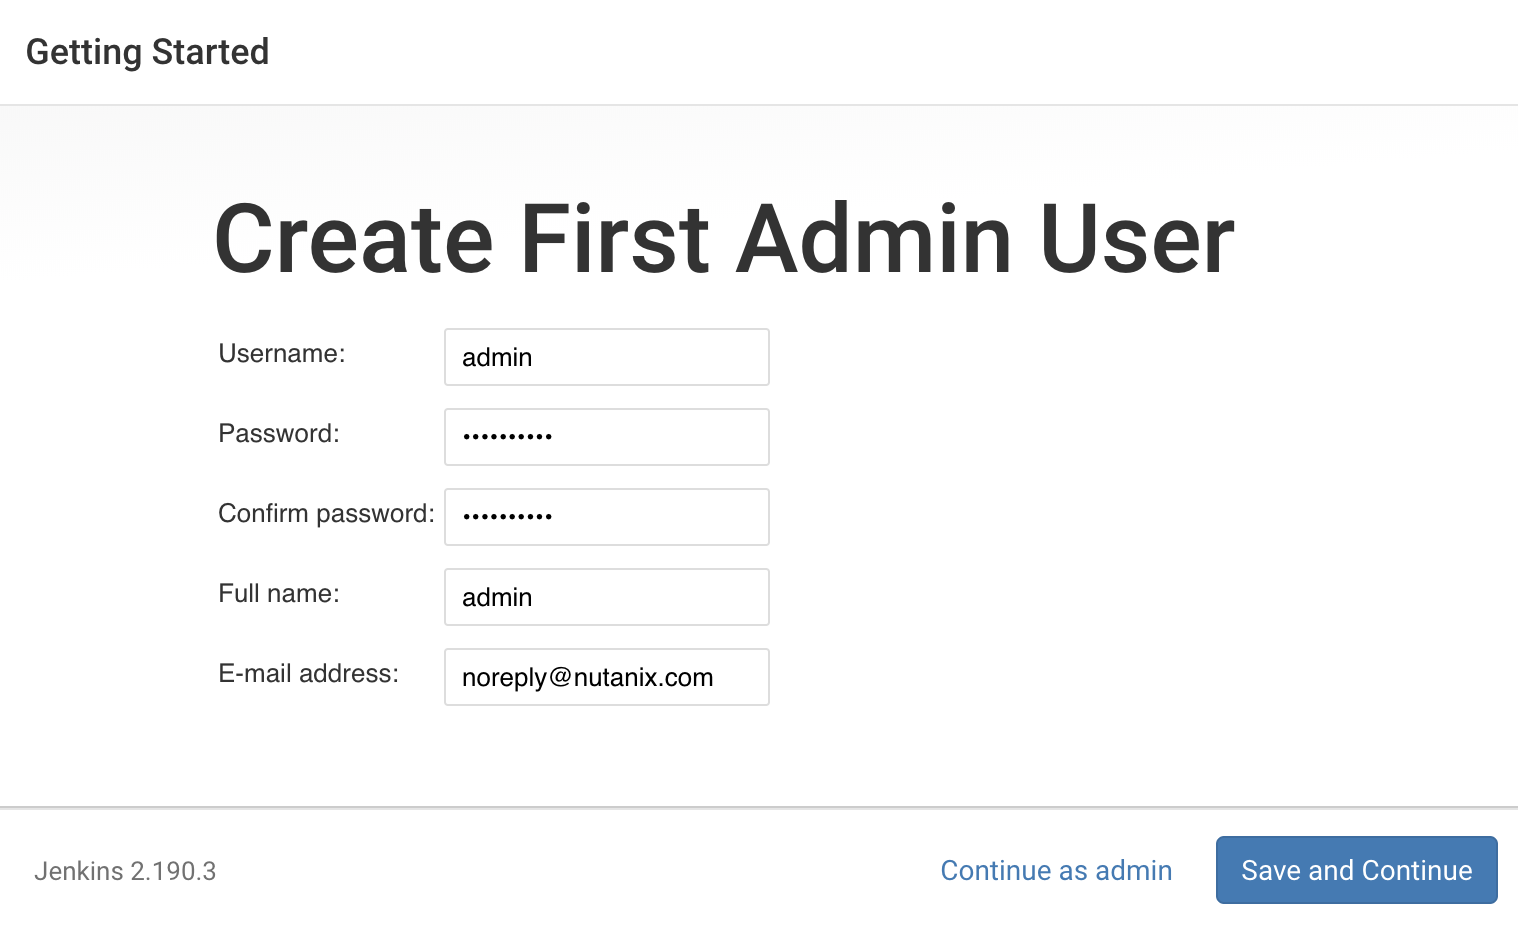 Getting Started
Create First Admin User
Username: admin
Password: ••••••••••
Confirm password: ••••••••••
Full name: admin
E-mail address: noreply@nutanix.com
Jenkins 2.190.3 Continue as admin Save and Continue